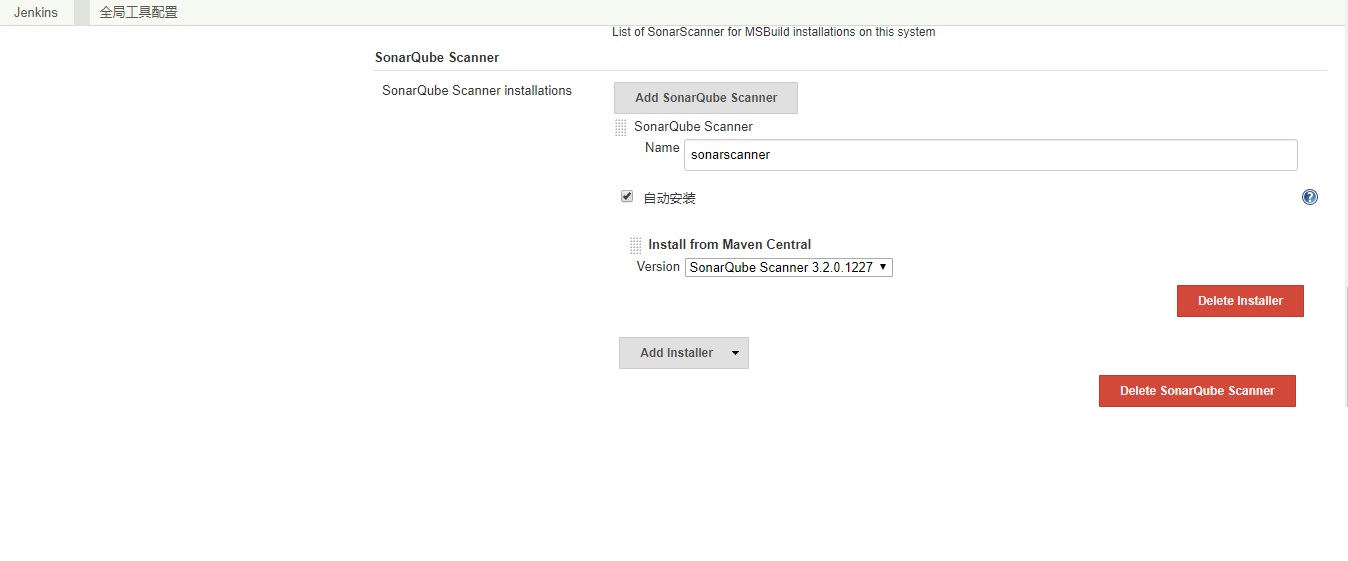 Jenkins 全局工具配置
List of SonarScanner for MSBuild installations on this system
SonarQube Scanner
SonarQube Scanner installations
Add SonarQube Scanner
SonarQube Scanner
Name sonarscanner
自动安装
Install from Maven Central
Version SonarQube Scanner 3.2.0.1227
Delete Installer
Add Installer
Delete SonarQube Scanner